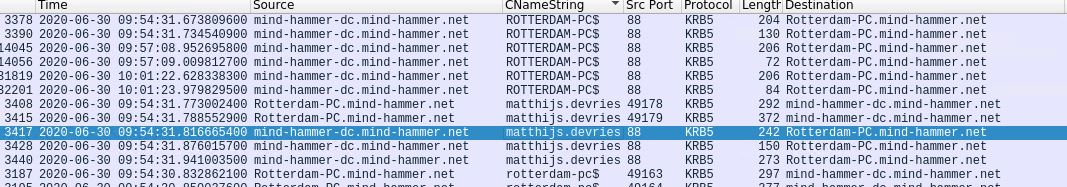 Time Source CNameString Src Port Protocol Length Destination
3378 2020-06-30 09:54:31.673809600 mind-hammer-dc.mind-hammer.net ROTTERDAM-PC$ 88 KRB5 204 Rotterdam-PC.mind-hammer.net
3390 2020-06-30 09:54:31.734540900 mind-hammer-dc.mind-hammer.net ROTTERDAM-PC$ 88 KRB5 130 Rotterdam-PC.mind-hammer.net
14045 2020-06-30 09:57:08.952695800 mind-hammer-dc.mind-hammer.net ROTTERDAM-PC$ 88 KRB5 206 Rotterdam-PC.mind-hammer.net
14056 2020-06-30 09:57:09.009812700 mind-hammer-dc.mind-hammer.net ROTTERDAM-PC$ 88 KRB5 72 Rotterdam-PC.mind-hammer.net
31819 2020-06-30 10:01:22.628338300 mind-hammer-dc.mind-hammer.net ROTTERDAM-PC$ 88 KRB5 206 Rotterdam-PC.mind-hammer.net
32201 2020-06-30 10:01:23.979829500 mind-hammer-dc.mind-hammer.net ROTTERDAM-PC$ 88 KRB5 84 Rotterdam-PC.mind-hammer.net
3408 2020-06-30 09:54:31.773002400 Rotterdam-PC.mind-hammer.net matthijs.devries 49178 KRB5 292 mind-hammer-dc.mind-hammer.net
3415 2020-06-30 09:54:31.788552900 Rotterdam-PC.mind-hammer.net matthijs.devries 49179 KRB5 372 mind-hammer-dc.mind-hammer.net
3417 2020-06-30 09:54:31.816665400 mind-hammer-dc.mind-hammer.net matthijs.devries 88 KRB5 242 Rotterdam-PC.mind-hammer.net
3428 2020-06-30 09:54:31.876015700 mind-hammer-dc.mind-hammer.net matthijs.devries 88 KRB5 150 Rotterdam-PC.mind-hammer.net
3440 2020-06-30 09:54:31.941003500 mind-hammer-dc.mind-hammer.net matthijs.devries 88 KRB5 273 Rotterdam-PC.mind-hammer.net
3187 2020-06-30 09:54:30.832862100 Rotterdam-PC.mind-hammer.net rotterdam-pc$ 49163 KRB5 297 mind-hammer-dc.mind-hammer.net